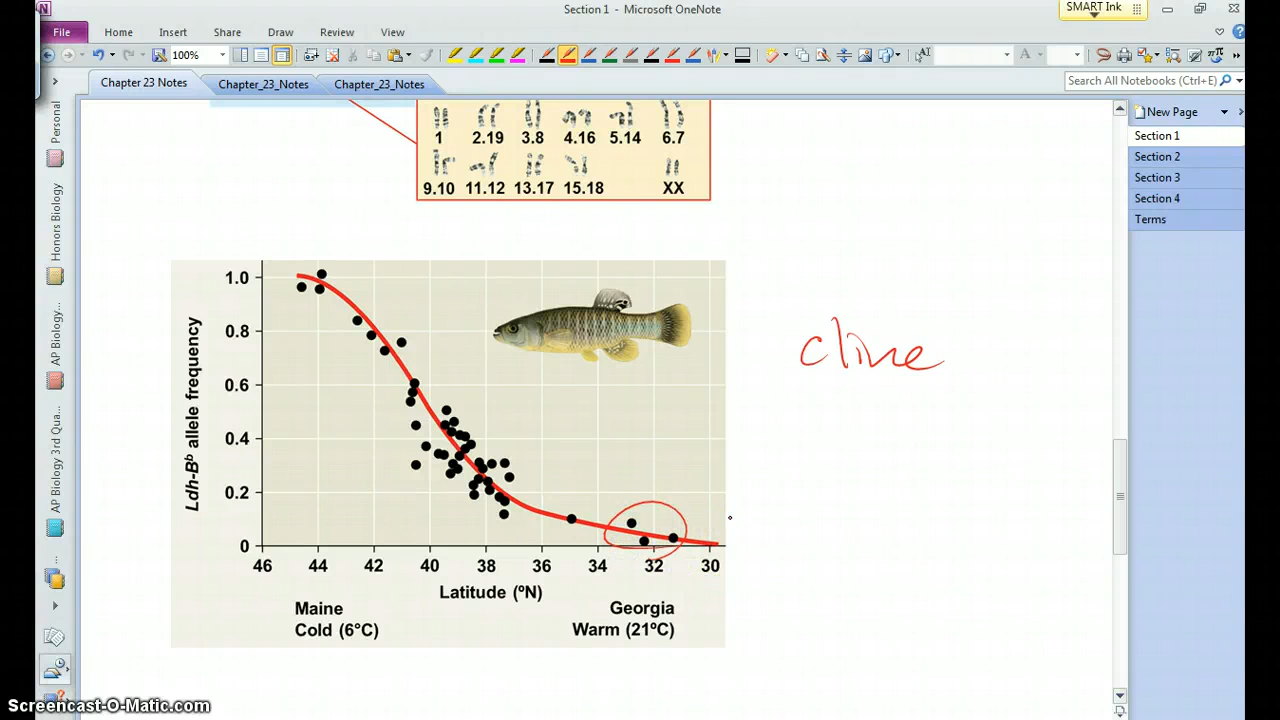 Section 1 - Microsoft OneNote
SMART Ink
File Home Insert Share Draw Review View
100%
Chapter 23 Notes Chapter_23_Notes Chapter_23_Notes
Search All Notebooks (Ctrl+E)
Personal
Honors Biology
AP Biology...
AP Biology 3rd Qua...
New Page
Section 1
Section 2
Section 3
Section 4
Terms
1 2.19 3.8 4.16 5.14 6.7
9.10 11.12 13.17 15.18 XX
Ldh-Bᵇ allele frequency
1.0
0.8
0.6
0.4
0.2
0
46 44 42 40 38 36 34 32 30
Latitude (ºN)
Maine
Cold (6°C)
Georgia
Warm (21ºC)
cline
Screencast-O-Matic.com